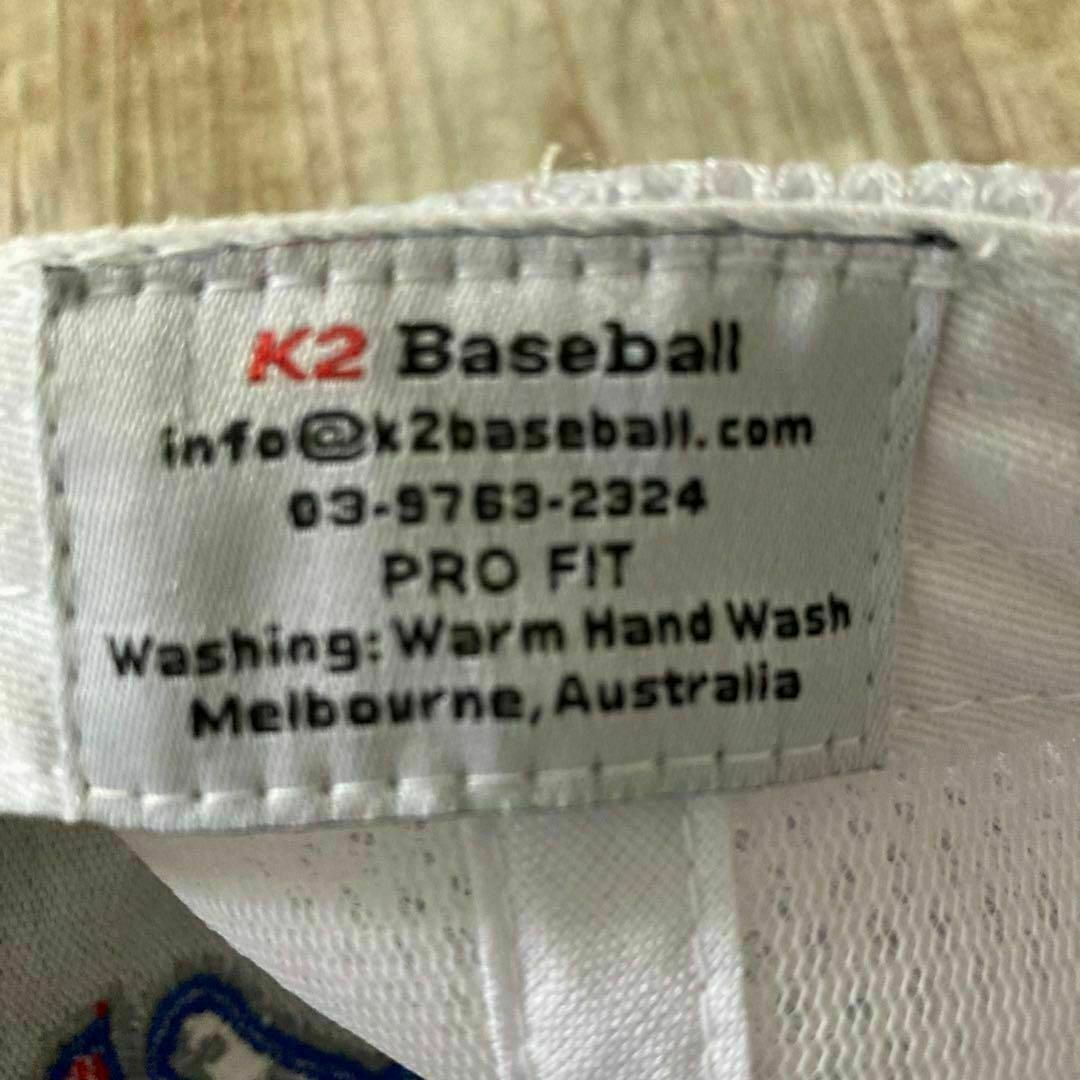 K2 Baseball
info@k2baseball.com
03-9763-2324
PRO FIT
Washing: Warm Hand Wash
Melbourne, Australia